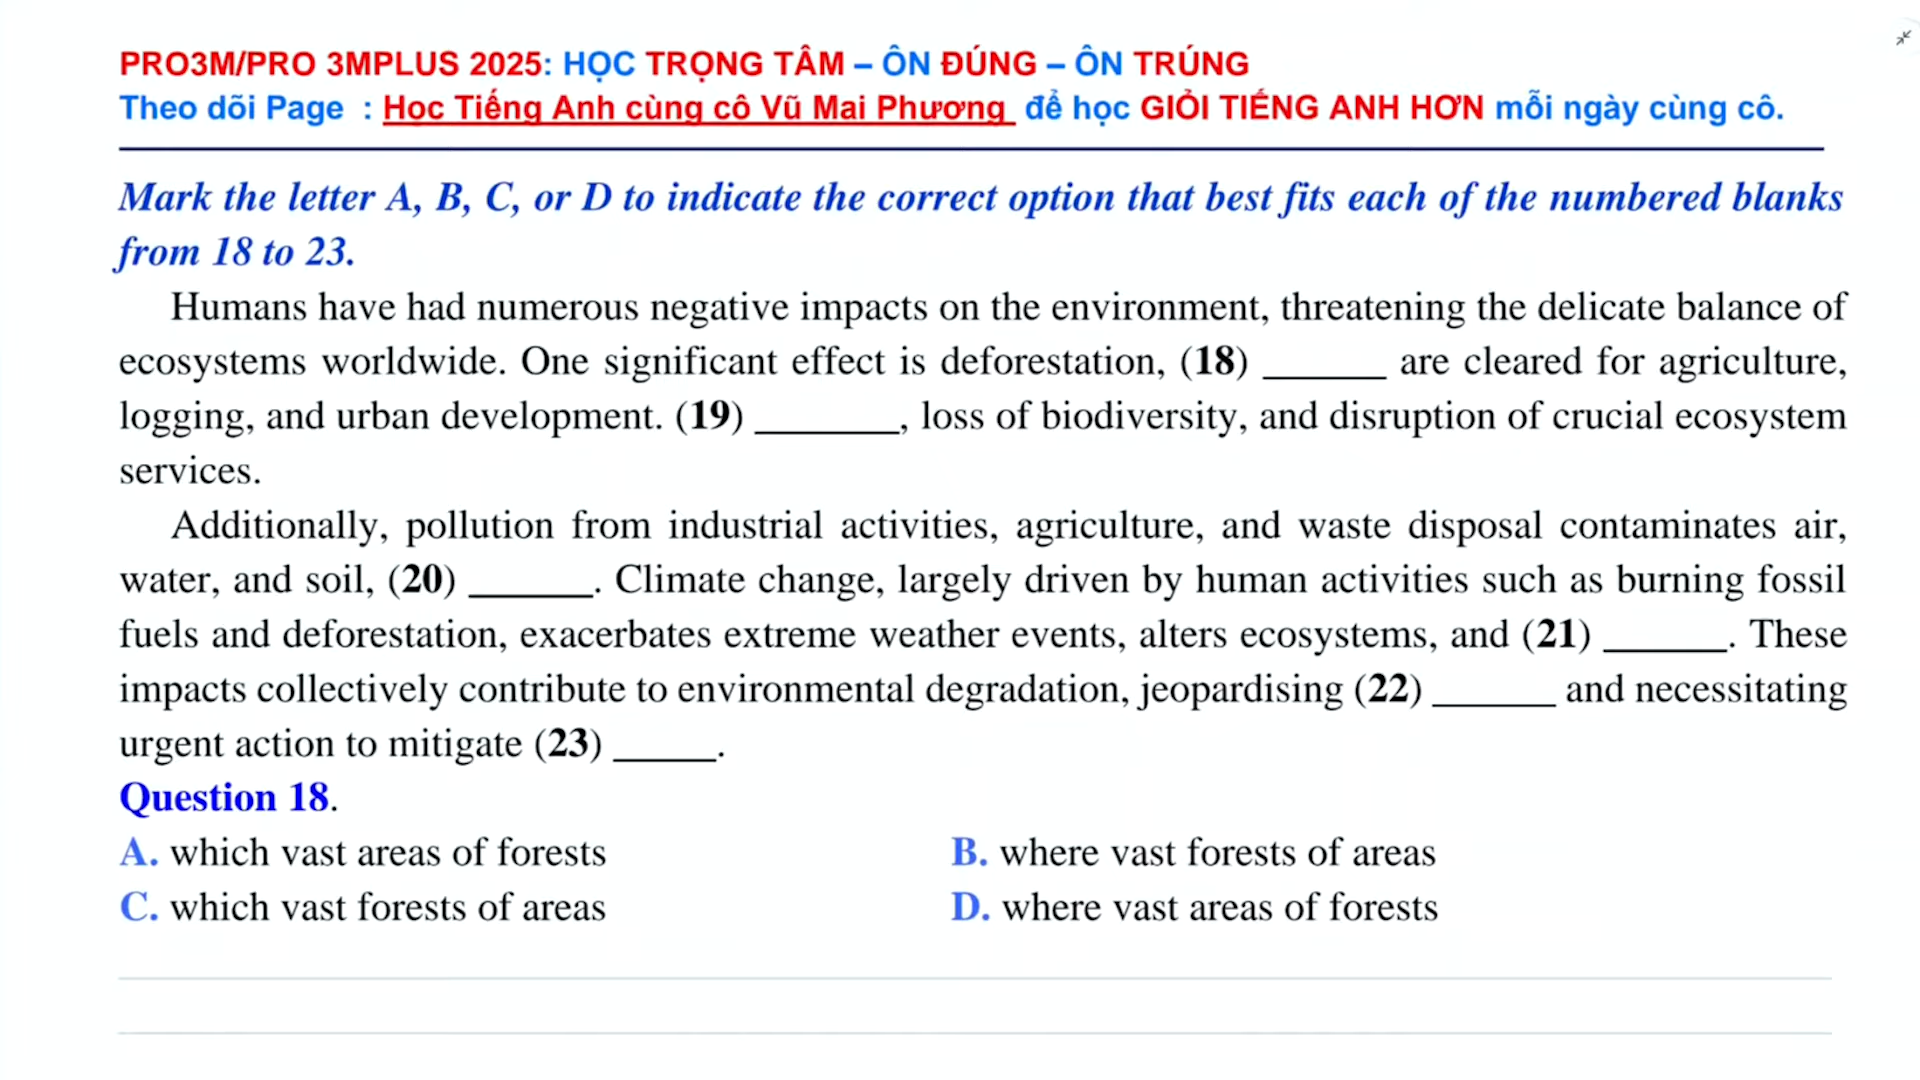 PRO3M/PRO 3MPLUS 2025: HỌC TRỌNG TÂM – ÔN ĐÚNG – ÔN TRÚNG
Theo dõi Page : Học Tiếng Anh cùng cô Vũ Mai Phương để học GIỎI TIẾNG ANH HƠN mỗi ngày cùng cô.
Mark the letter A, B, C, or D to indicate the correct option that best fits each of the numbered blanks
from 18 to 23.
Humans have had numerous negative impacts on the environment, threatening the delicate balance of
ecosystems worldwide. One significant effect is deforestation, (18) ______ are cleared for agriculture,
logging, and urban development. (19) _______, loss of biodiversity, and disruption of crucial ecosystem
services.
Additionally, pollution from industrial activities, agriculture, and waste disposal contaminates air,
water, and soil, (20) ______. Climate change, largely driven by human activities such as burning fossil
fuels and deforestation, exacerbates extreme weather events, alters ecosystems, and (21) ______. These
impacts collectively contribute to environmental degradation, jeopardising (22) ______ and necessitating
urgent action to mitigate (23) _____.
Question 18.
A. which vast areas of forests B. where vast forests of areas
C. which vast forests of areas D. where vast areas of forests